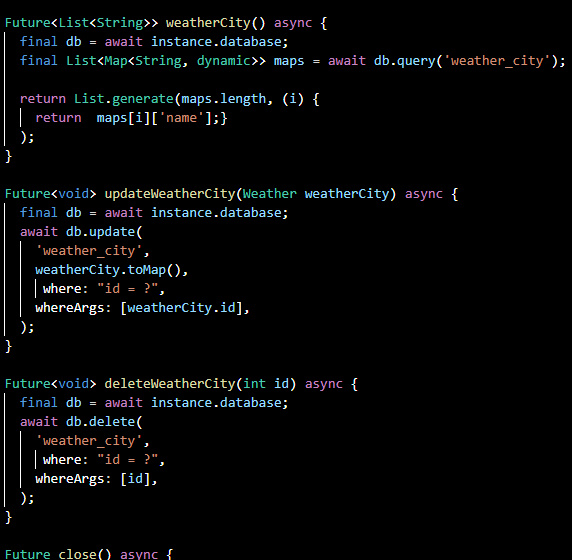 Future<List<String>> weatherCity() async {
  final db = await instance.database;
  final List<Map<String, dynamic>> maps = await db.query('weather_city');

  return List.generate(maps.length, (i) {
    return  maps[i]['name'];}
  );
}

Future<void> updateWeatherCity(Weather weatherCity) async {
  final db = await instance.database;
  await db.update(
    'weather_city',
    weatherCity.toMap(),
     where: "id = ?",
    whereArgs: [weatherCity.id],
  );
}

Future<void> deleteWeatherCity(int id) async {
  final db = await instance.database;
  await db.delete(
    'weather_city',
     where: "id = ?",
    whereArgs: [id],
  );
}

Future close() async {